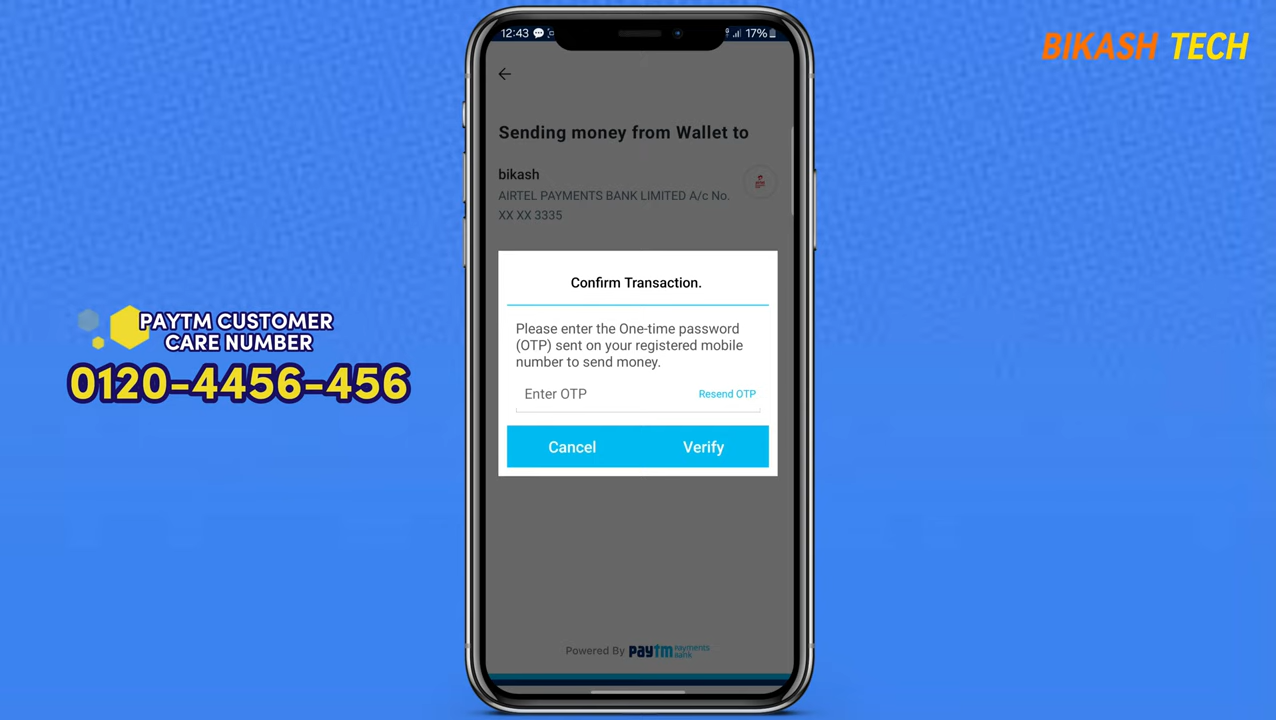 BIKASH TECH
12:43
17%
Sending money from Wallet to
bikash
AIRTEL PAYMENTS BANK LIMITED A/c No.
XX XX 3335
Confirm Transaction.
Please enter the One-time password
(OTP) sent on your registered mobile
number to send money.
Enter OTP
Resend OTP
Cancel
Verify
PAYTM CUSTOMER
CARE NUMBER
0120-4456-456
Powered By paytm payments
Bank